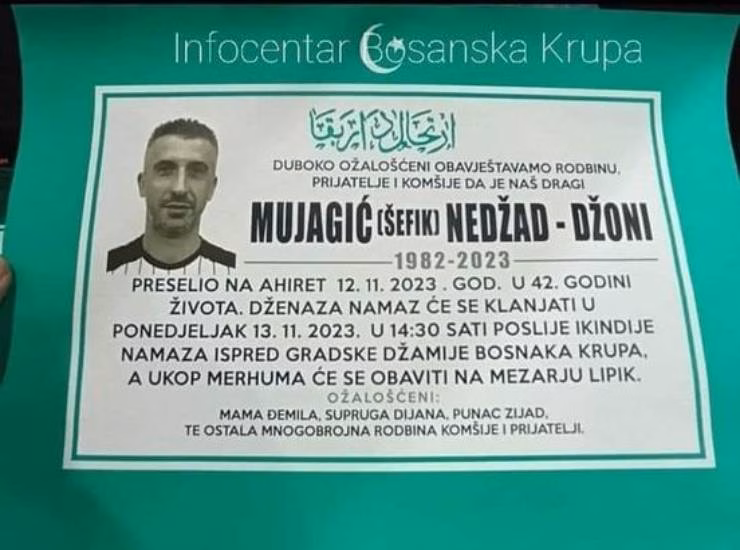 Infocentar Bosanska Krupa
DUBOKO OŽALOŠĆENI OBAVJEŠTAVAMO RODBINU,
PRIJATELJE I KOMŠIJE DA JE NAŠ DRAGI
MUJAGIĆ (ŠEFIK) NEDŽAD - DŽONI
1982-2023
PRESELIO NA AHIRET 12.11.2023 . GOD. U 42. GODINI
ŽIVOTA. DŽENAZA NAMAZ ĆE SE KLANJATI U
PONEDJELJAK 13.11.2023. U 14:30 SATI POSLIJE IKINDIJE
NAMAZA ISPRED GRADSKE DŽAMIJE BOSNAKA KRUPA,
A UKOP MERHUMA ĆE SE OBAVITI NA MEZARJU LIPIK.
OŽALOŠĆENI:
MAMA ĐEMILA, SUPRUGA DIJANA, PUNAC ZIJAD,
TE OSTALA MNOGOBROJNA RODBINA KOMŠIJE I PRIJATELJI.